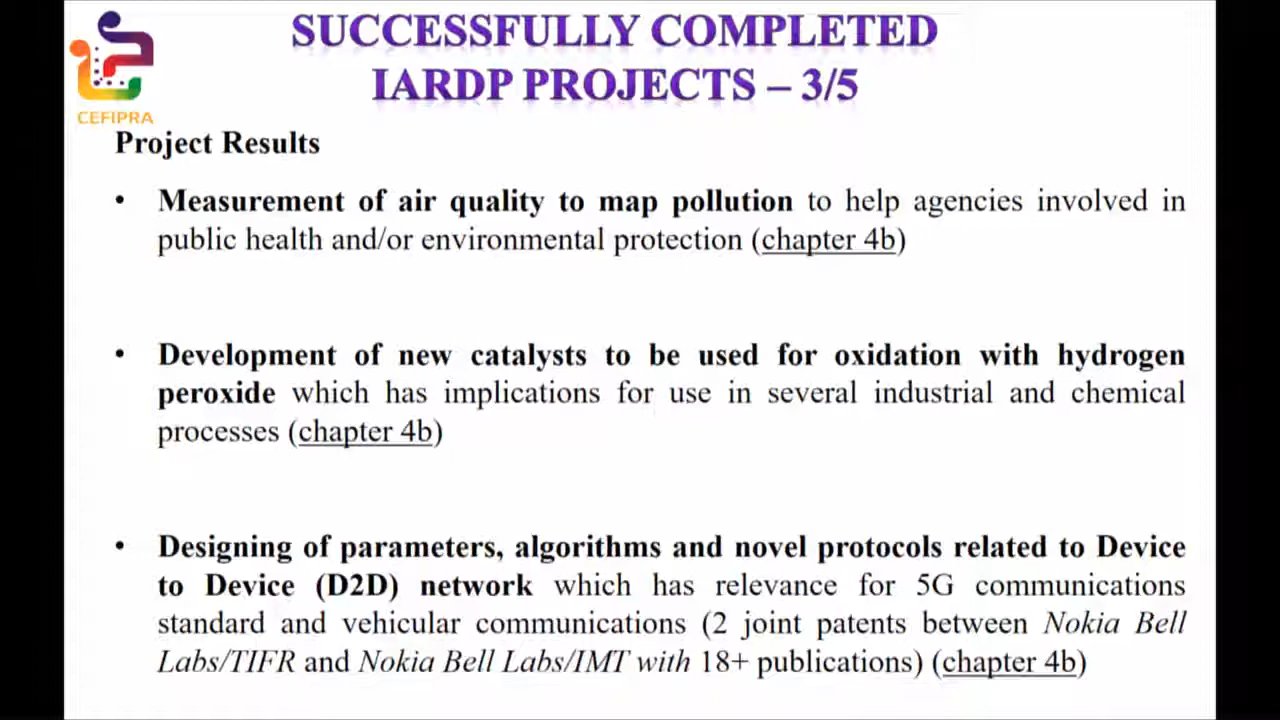 SUCCESSFULLY COMPLETED
IARDP PROJECTS – 3/5
CEFIPRA
Project Results
• Measurement of air quality to map pollution to help agencies involved in
public health and/or environmental protection (chapter 4b)
• Development of new catalysts to be used for oxidation with hydrogen
peroxide which has implications for use in several industrial and chemical
processes (chapter 4b)
• Designing of parameters, algorithms and novel protocols related to Device
to Device (D2D) network which has relevance for 5G communications
standard and vehicular communications (2 joint patents between Nokia Bell
Labs/TIFR and Nokia Bell Labs/IMT with 18+ publications) (chapter 4b)